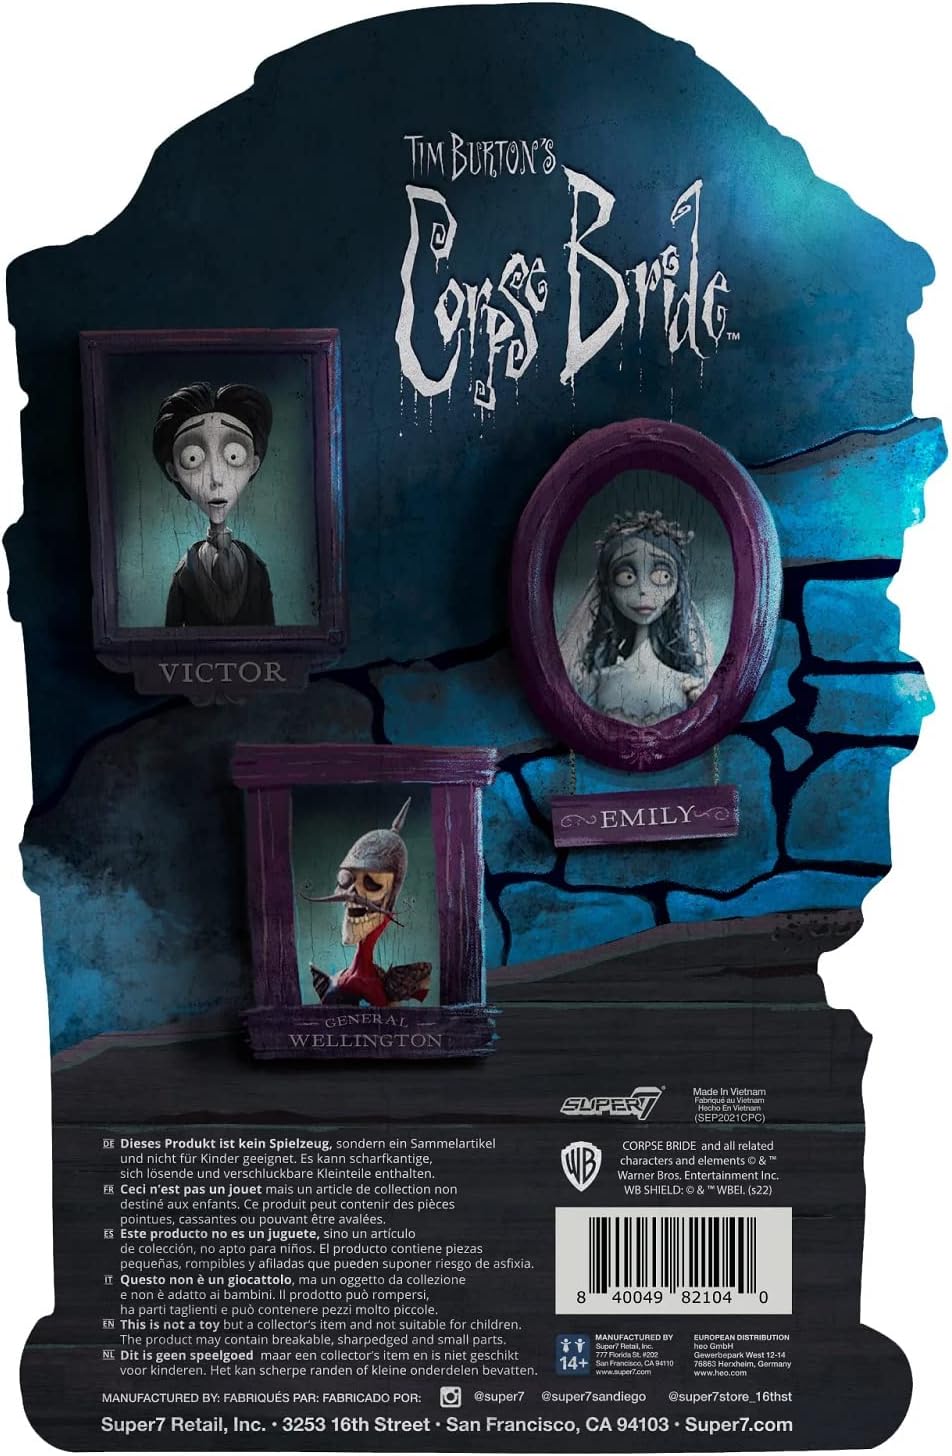 TIM BURTON'S
Corpse Bride™
VICTOR
EMILY
GENERAL
WELLINGTON
SUPER7
Made In Vietnam
Fabriqué au Vietnam
Hecho En Vietnam
(SEP2021CPC)
DE Dieses Produkt ist kein Spielzeug, sondern ein Sammelartikel
und nicht für Kinder geeignet. Es kann scharfkantige,
sich lösende und verschluckbare Kleinteile enthalten.
FR Ceci n'est pas un jouet mais un article de collection non
destiné aux enfants. Ce produit peut contenir des pièces
pointues, cassantes ou pouvant être avalées.
ES Este producto no es un juguete, sino un artículo
de colección, no apto para niños. El producto contiene piezas
pequeñas, rompibles y afiladas que pueden suponer riesgo de asfixia.
IT Questo non è un giocattolo, ma un oggetto da collezione
e non è adatto ai bambini. Il prodotto può rompersi,
ha parti taglienti e può contenere pezzi molto piccole.
EN This is not a toy but a collector's item and not suitable for children.
The product may contain breakable, sharpedged and small parts.
NL Dit is geen speelgoed maar een collector's item en is niet geschikt
voor kinderen. Het kan scherpe randen of kleine onderdelen bevatten.
WB
CORPSE BRIDE and all related
characters and elements © & ™
Warner Bros. Entertainment Inc.
WB SHIELD: © & ™ WBEI. (s22)
8 40049 82104 0
14+
MANUFACTURED BY
Super7 Retail, Inc.
777 Florida St. #202
San Francisco, CA 94110
www.super7.com
EUROPEAN DISTRIBUTION
heo GmbH
Gewerbepark West 12-14
76863 Herxheim, Germany
www.heo.com
MANUFACTURED BY: FABRIQUÉS PAR: FABRICADO POR: @super7 @super7sandiego @super7store_16thst
Super7 Retail, Inc. • 3253 16th Street • San Francisco, CA 94103 • Super7.com